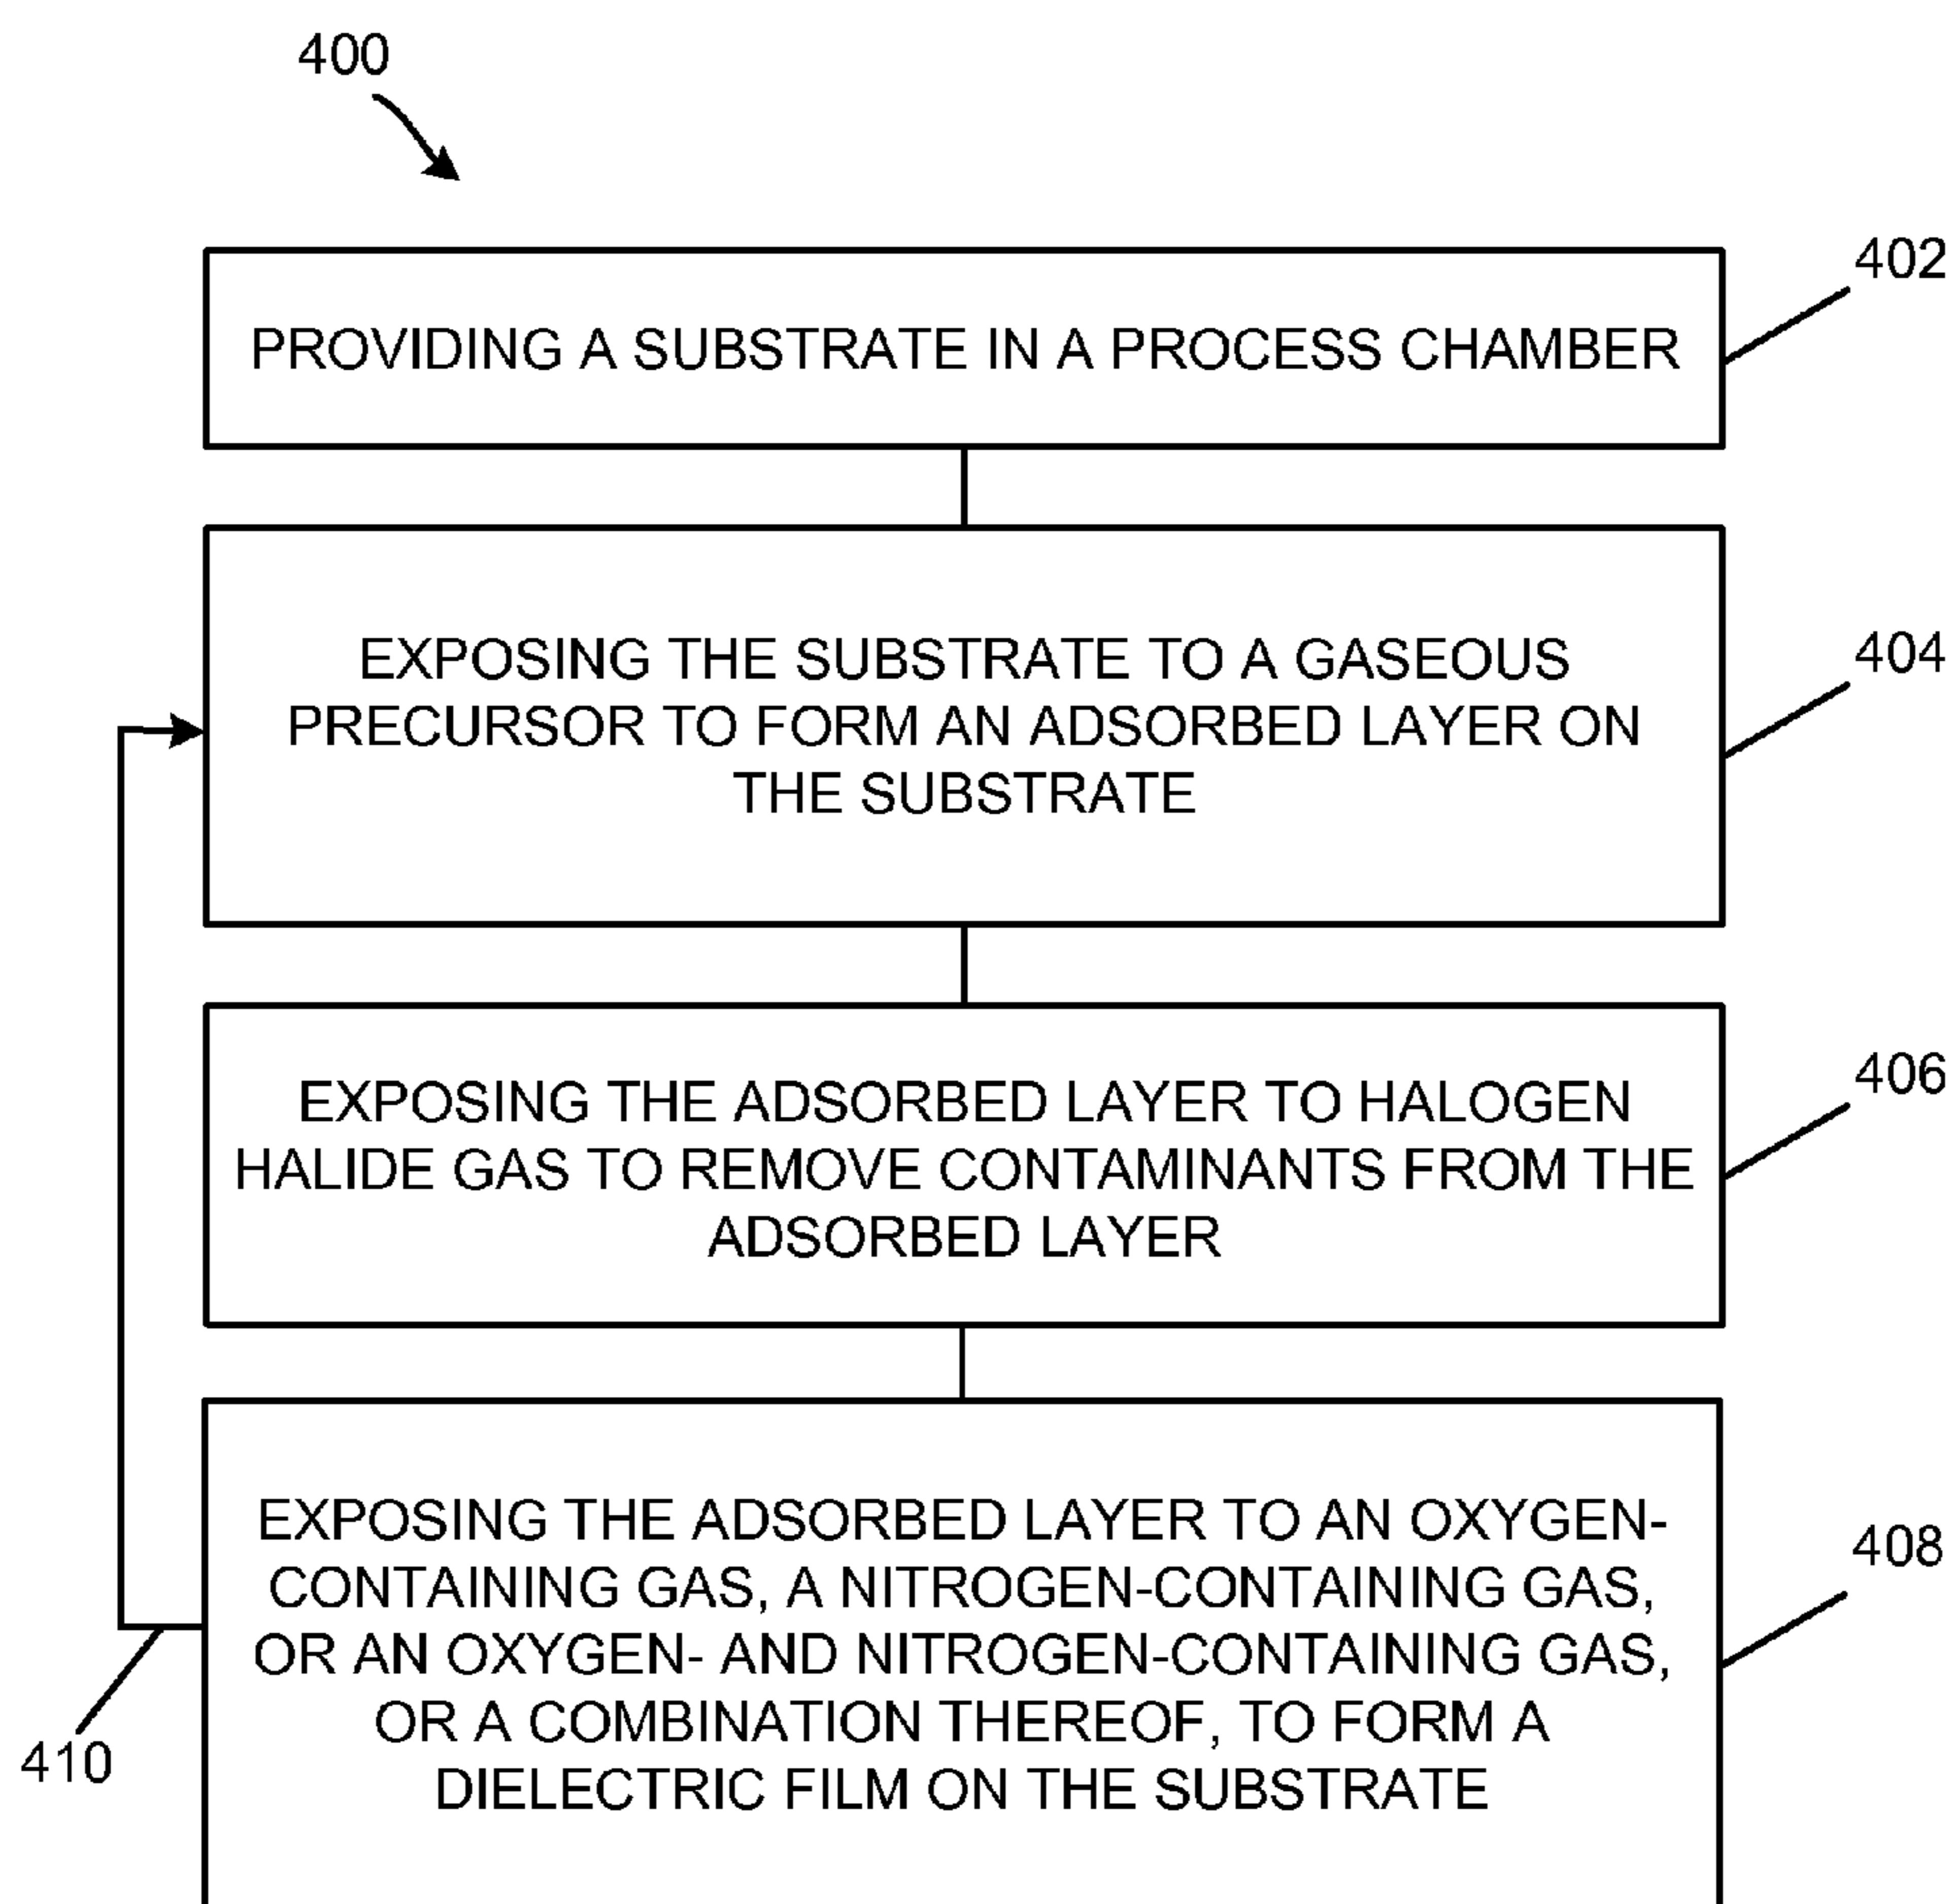 400
402
PROVIDING A SUBSTRATE IN A PROCESS CHAMBER
404
EXPOSING THE SUBSTRATE TO A GASEOUS
PRECURSOR TO FORM AN ADSORBED LAYER ON
THE SUBSTRATE
406
EXPOSING THE ADSORBED LAYER TO HALOGEN
HALIDE GAS TO REMOVE CONTAMINANTS FROM THE
ADSORBED LAYER
408
EXPOSING THE ADSORBED LAYER TO AN OXYGEN-
CONTAINING GAS, A NITROGEN-CONTAINING GAS,
OR AN OXYGEN- AND NITROGEN-CONTAINING GAS,
OR A COMBINATION THEREOF, TO FORM A
DIELECTRIC FILM ON THE SUBSTRATE
410